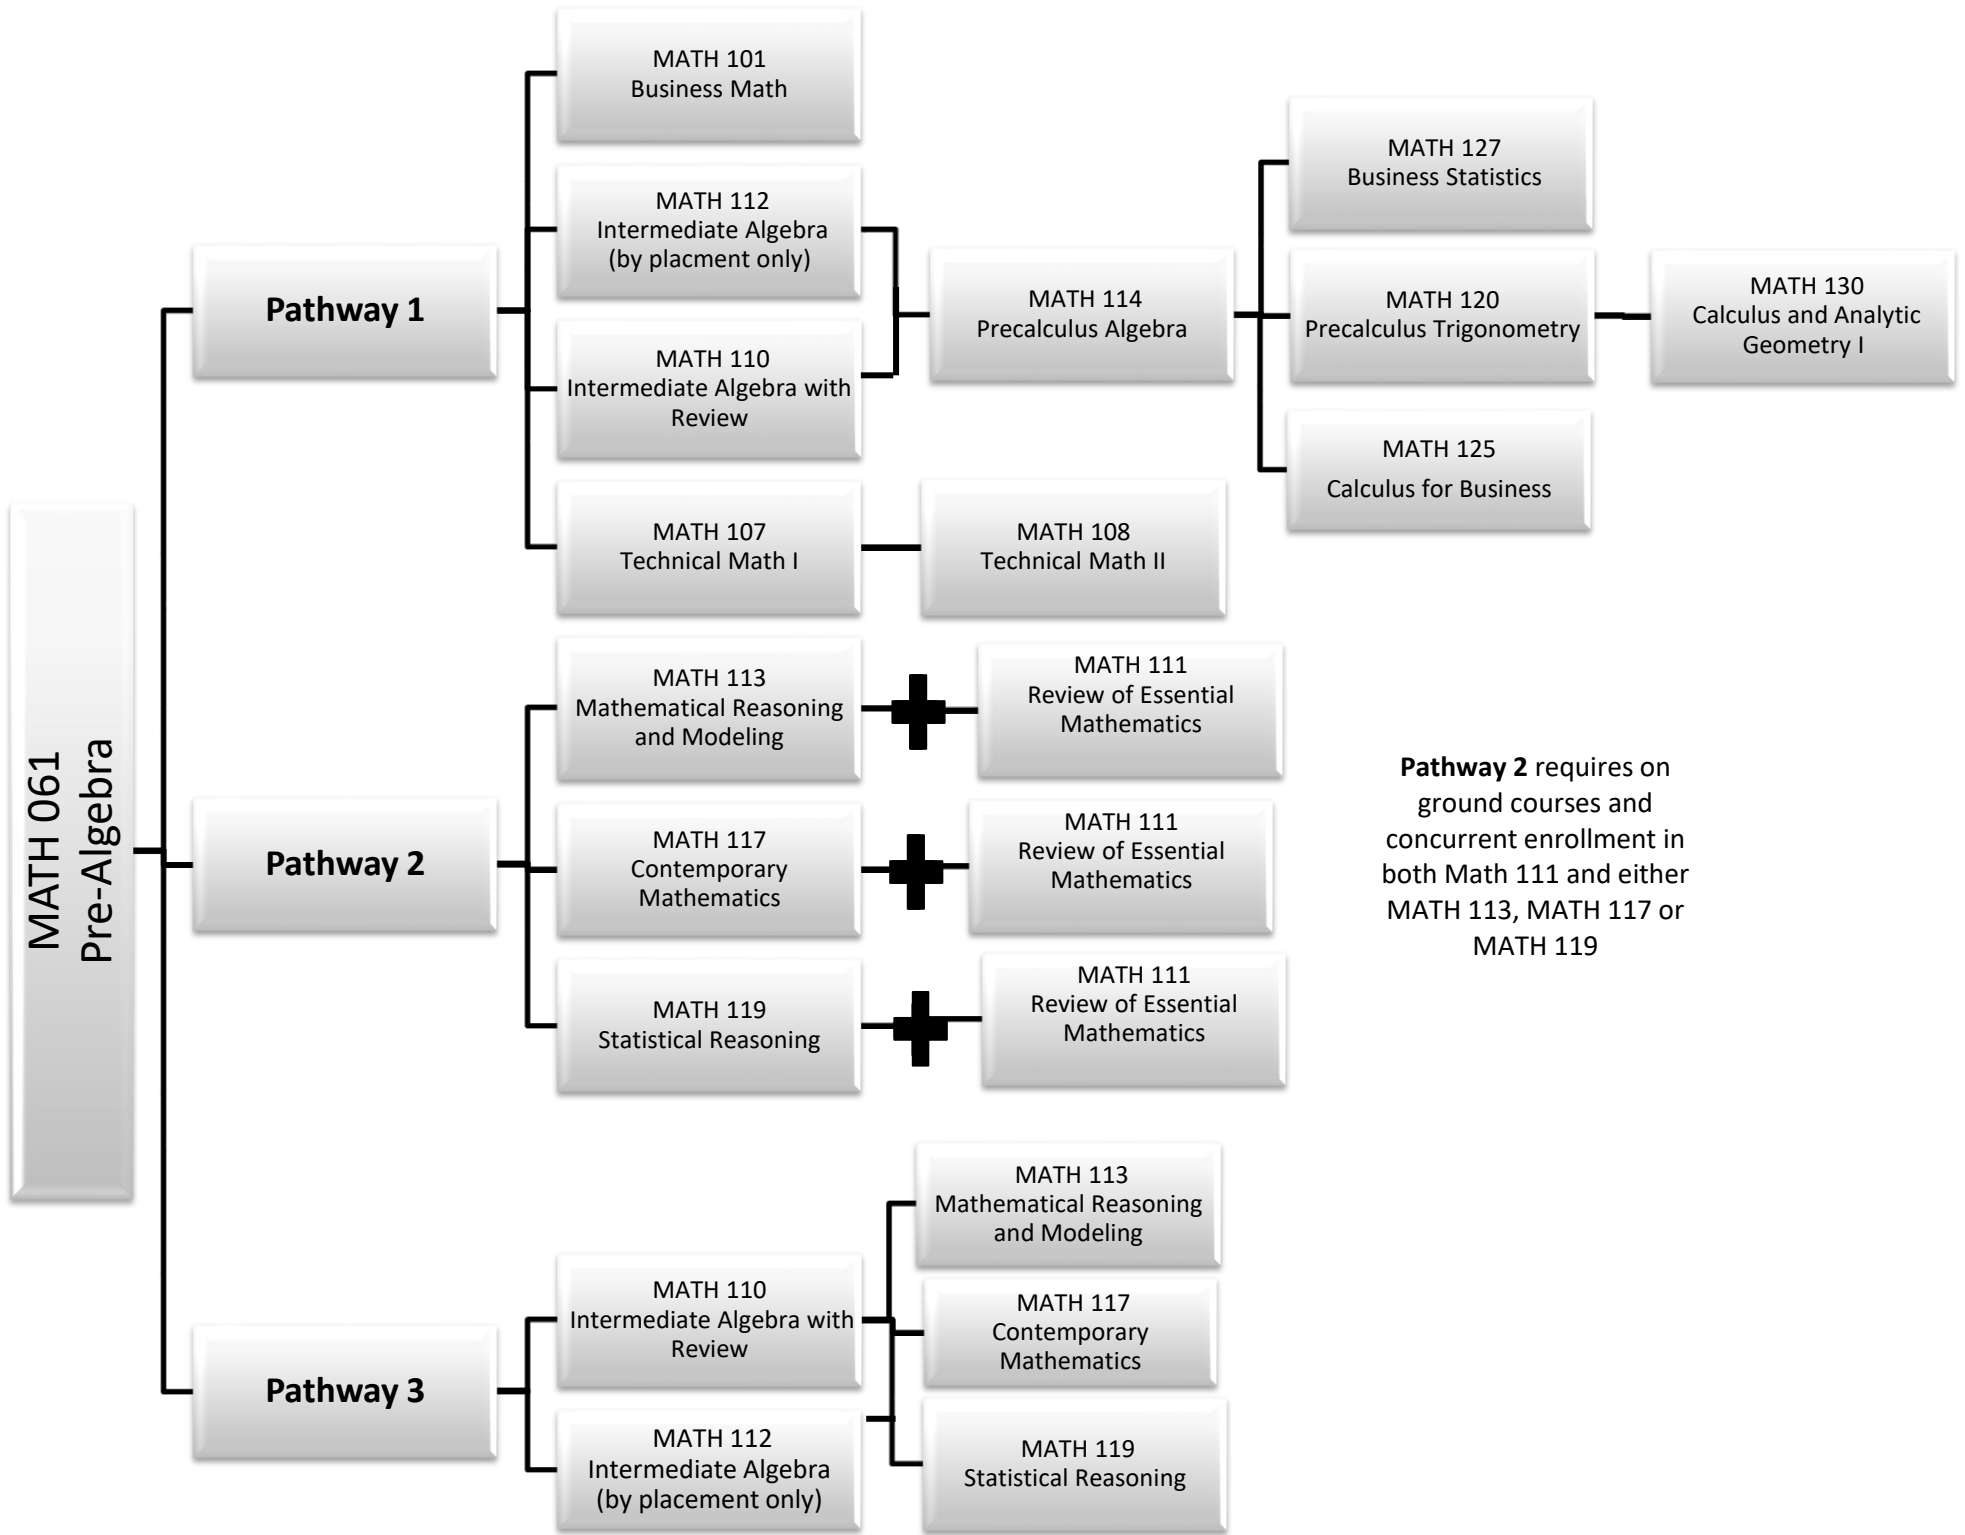 MATH 061
Pre-Algebra
Pathway 1
MATH 101
Business Math
MATH 112
Intermediate Algebra
(by placment only)
MATH 110
Intermediate Algebra with
Review
MATH 107
Technical Math I
MATH 114
Precalculus Algebra
MATH 108
Technical Math II
MATH 127
Business Statistics
MATH 120
Precalculus Trigonometry
MATH 125
Calculus for Business
MATH 130
Calculus and Analytic
Geometry I
Pathway 2
MATH 113
Mathematical Reasoning
and Modeling
MATH 111
Review of Essential
Mathematics
MATH 117
Contemporary
Mathematics
MATH 111
Review of Essential
Mathematics
MATH 119
Statistical Reasoning
MATH 111
Review of Essential
Mathematics
Pathway 2 requires on
ground courses and
concurrent enrollment in
both Math 111 and either
MATH 113, MATH 117 or
MATH 119
Pathway 3
MATH 110
Intermediate Algebra with
Review
MATH 112
Intermediate Algebra
(by placement only)
MATH 113
Mathematical Reasoning
and Modeling
MATH 117
Contemporary
Mathematics
MATH 119
Statistical Reasoning